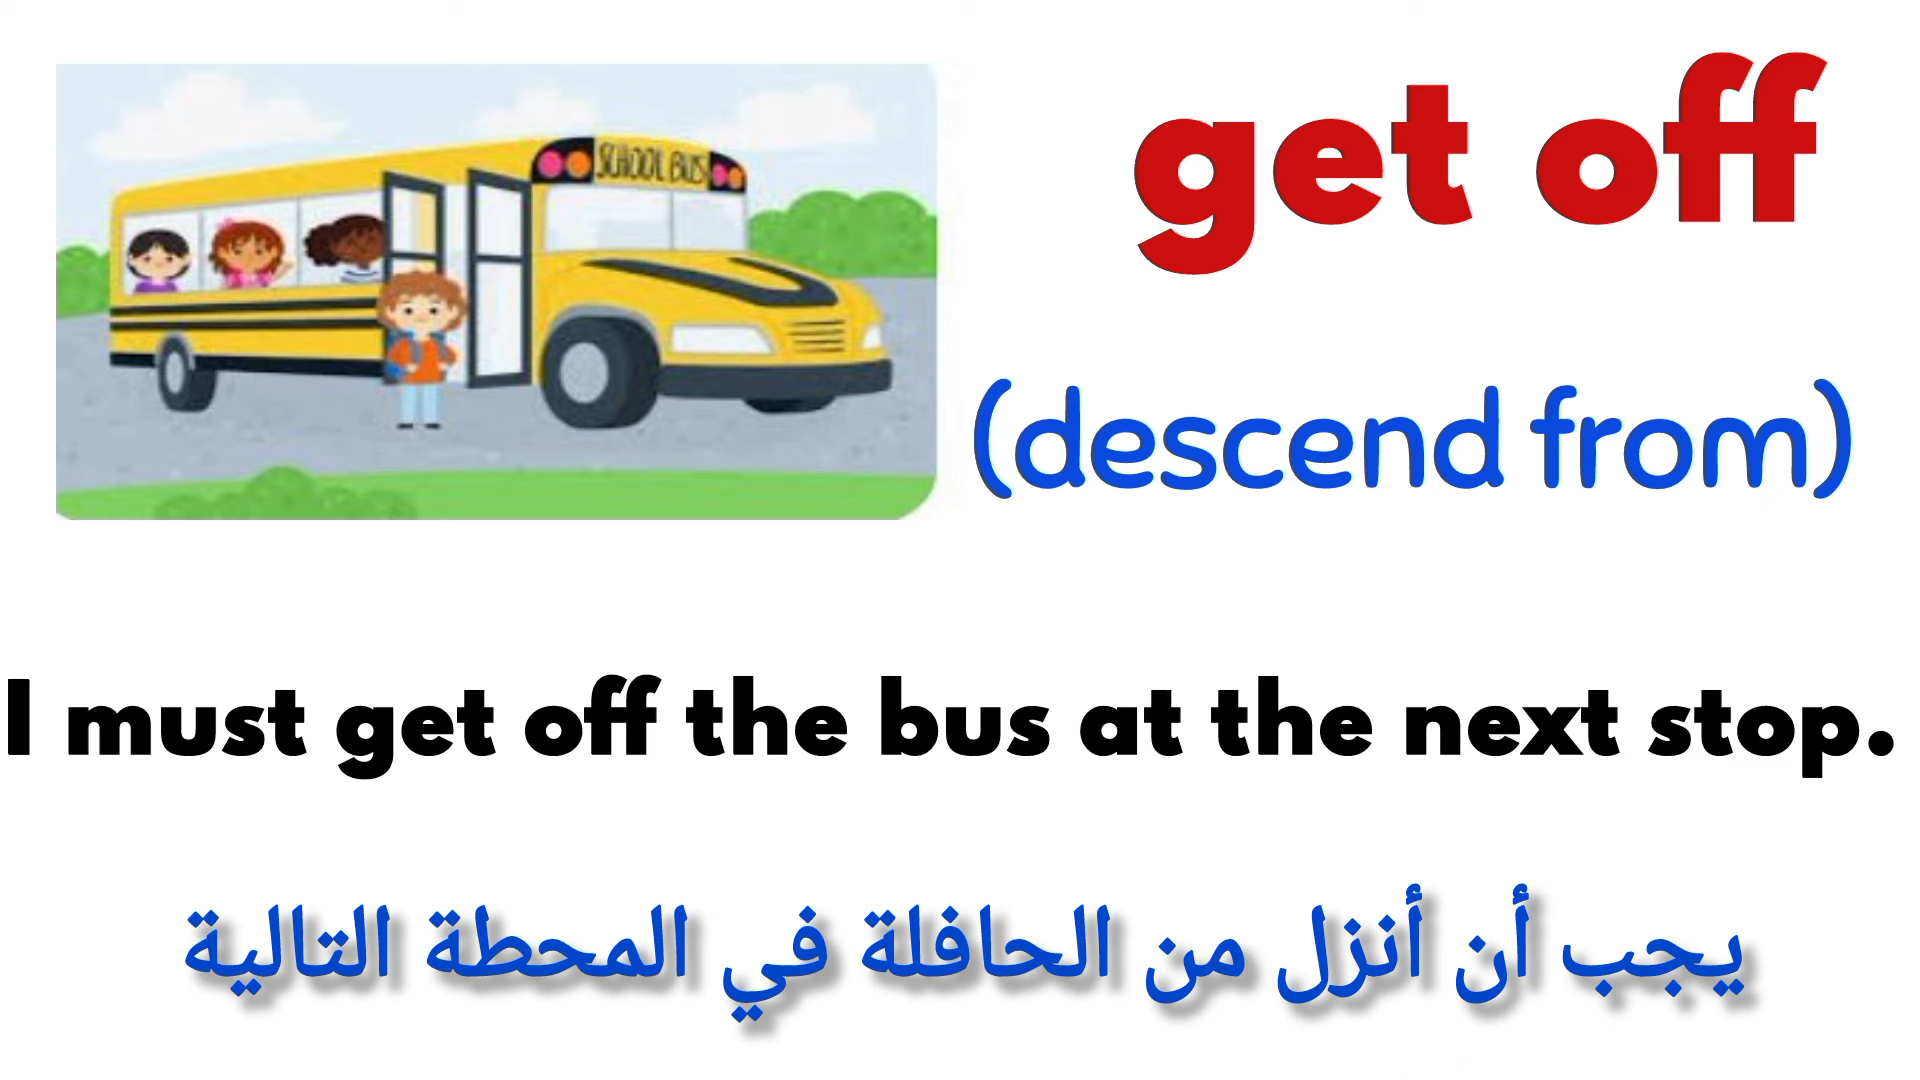 SCHOOL BUS
get off
(descend from)
I must get off the bus at the next stop.
يجب أن أنزل من الحافلة في المحطة التالية